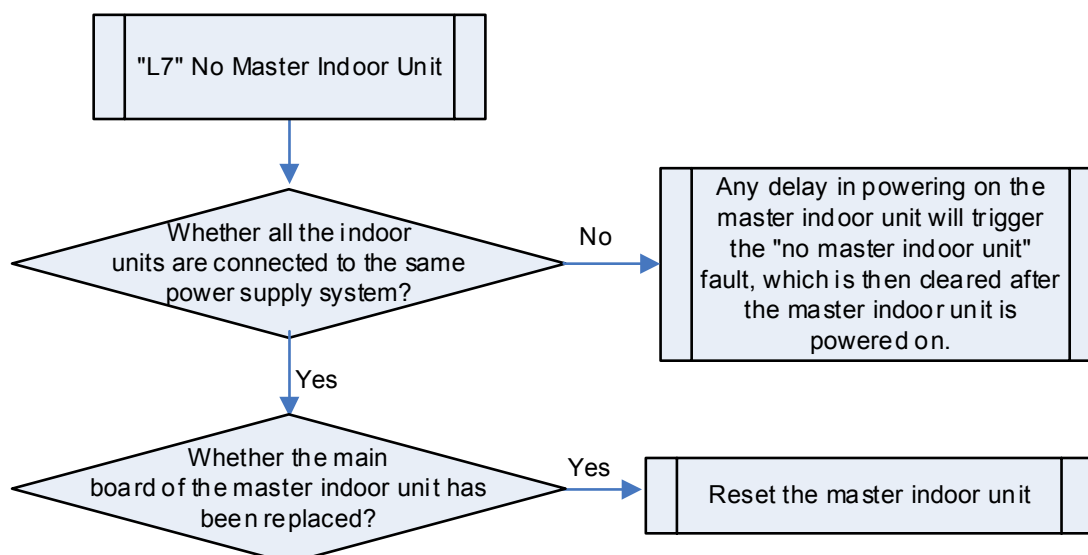 "L7" No Master Indoor Unit
Whether all the indoor
units are connected to the same
power supply system?
No
Any delay in powering on the
master indoor unit will trigger
the "no master indoor unit"
fault, which is then cleared after
the master indoor unit is
powered on.
Yes
Whether the main
board of the master indoor unit has
been replaced?
Yes
Reset the master indoor unit